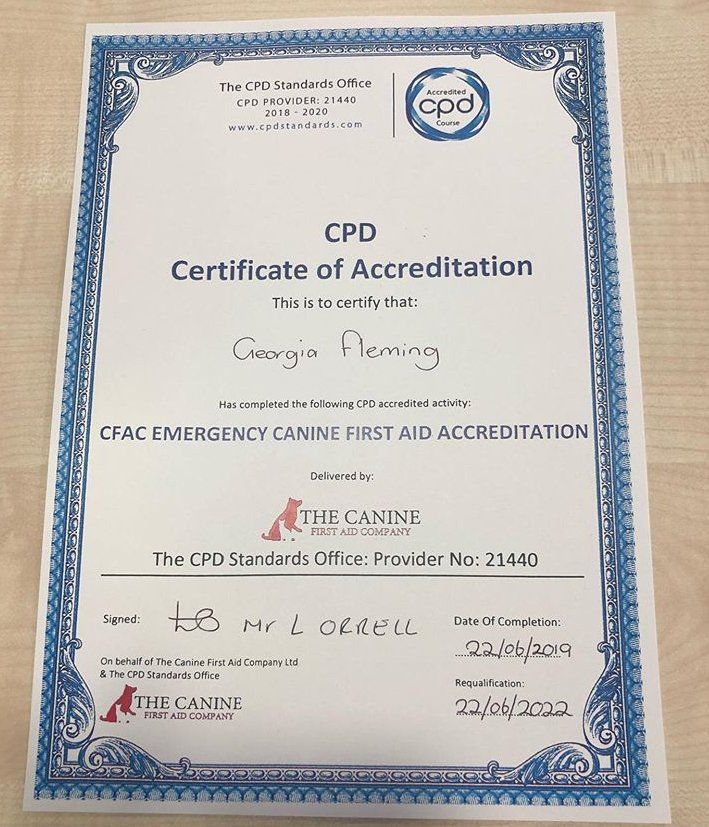 The CPD Standards Office
CPD PROVIDER: 21440
2018 - 2020
www.cpdstandards.com
Accredited
cpd
Course
CPD
Certificate of Accreditation
This is to certify that:
Georgia Fleming
Has completed the following CPD accredited activity:
CFAC EMERGENCY CANINE FIRST AID ACCREDITATION
Delivered by:
THE CANINE
FIRST AID COMPANY
The CPD Standards Office: Provider No: 21440
Signed:
Mr L ORRELL
Date Of Completion:
22/06/2019
On behalf of The Canine First Aid Company Ltd
& The CPD Standards Office
Requalification:
22/06/2022
THE CANINE
FIRST AID COMPANY